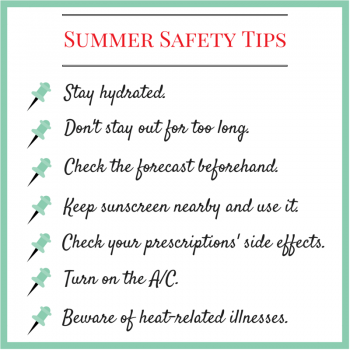 Summer Safety Tips
Stay hydrated.
Don't stay out for too long.
Check the forecast beforehand.
Keep sunscreen nearby and use it.
Check your prescriptions' side effects.
Turn on the A/C.
Beware of heat-related illnesses.